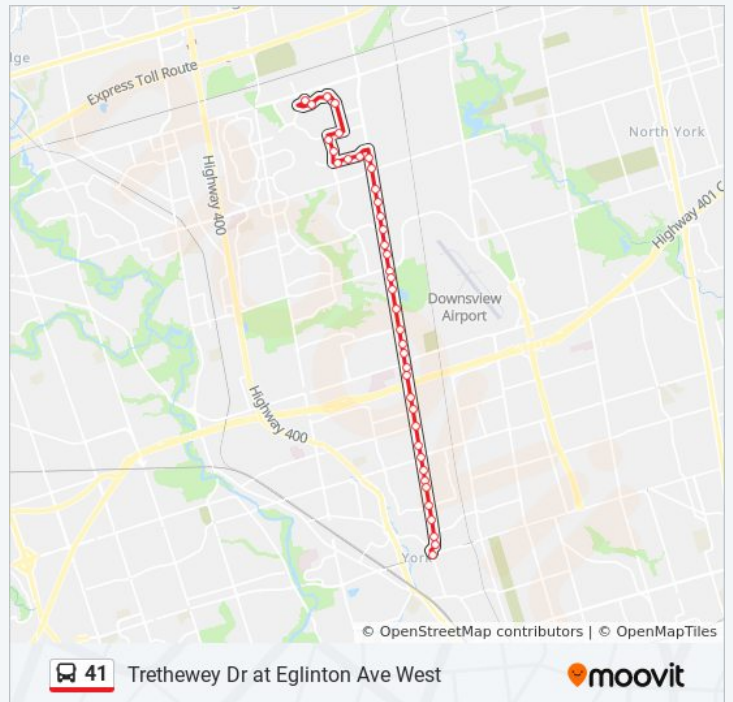 dge
Express Toll Route
North York
Highway 400
Highway 401 C
Downsview
Airport
Highway 400
York
© OpenStreetMap contributors | © OpenMapTiles
41 Trethewey Dr at Eglinton Ave West
moovit